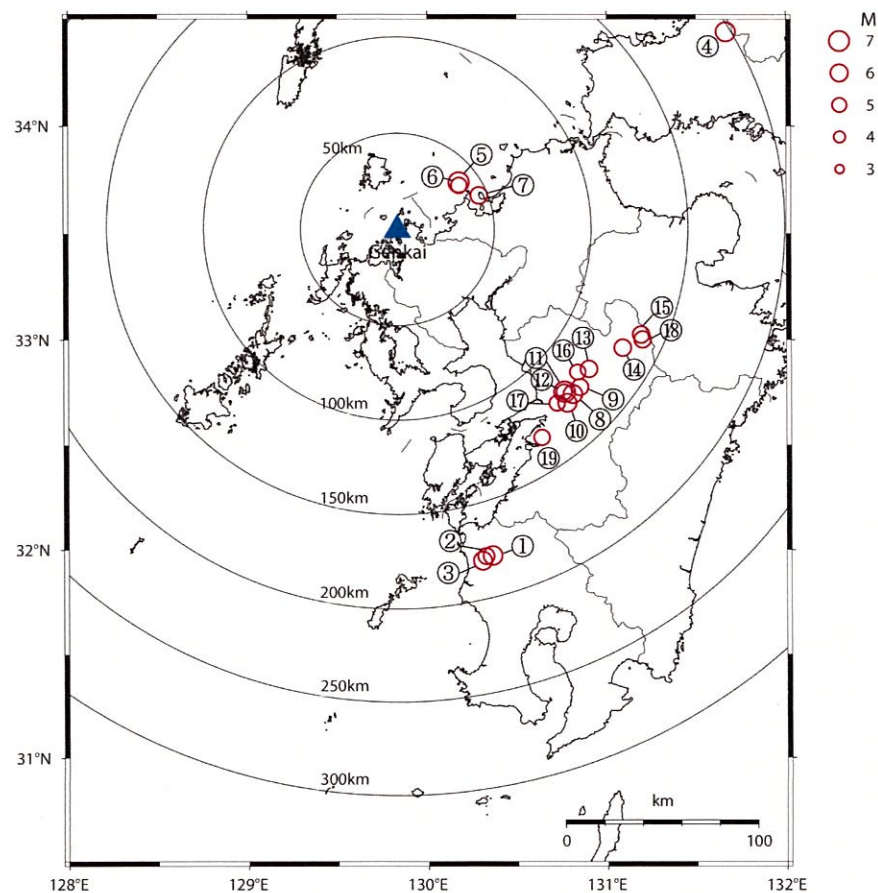 M
7
6
5
4
3
④
34°N
50km
⑤
⑥
⑦
Genkai
33°N
⑮
⑬
⑱
⑯
⑪
⑭
⑫
⑨
⑰
100km
⑧
⑩
⑲
150km
②
①
32°N
③
200km
250km
31°N
300km
km
0
100
128°E
129°E
130°E
131°E
132°E